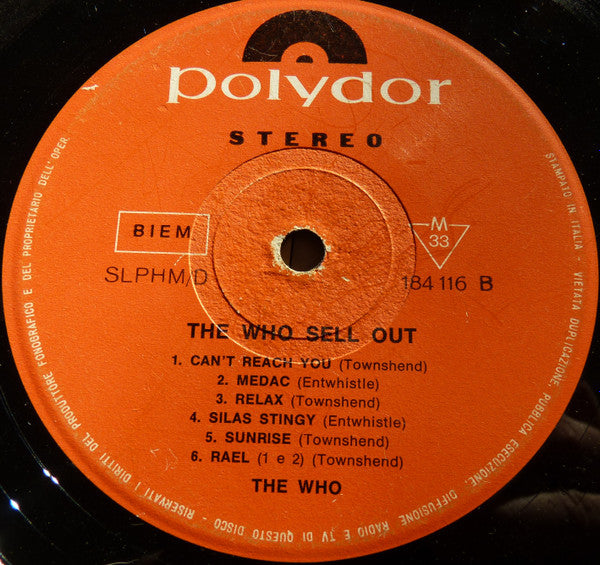 polydor
STEREO
BIEM
SLPHM/D
M
33
184 116 B
THE WHO SELL OUT
1. CAN'T REACH YOU (Townshend)
2. MEDAC (Entwhistle)
3. RELAX (Townshend)
4. SILAS STINGY (Entwhistle)
5. SUNRISE (Townshend)
6. RAEL (1 e 2) (Townshend)
THE WHO
STAMPATO IN ITALIA - VIETATA DUPLICAZIONE, PUBBLICA ESECUZIONE, DIFFUSIONE RADIO E TV DI QUESTO DISCO - RISERVATI I DIRITTI DEL PRODUTTORE FONOGRAFICO E DEL PROPRIETARIO DELL'OPER.